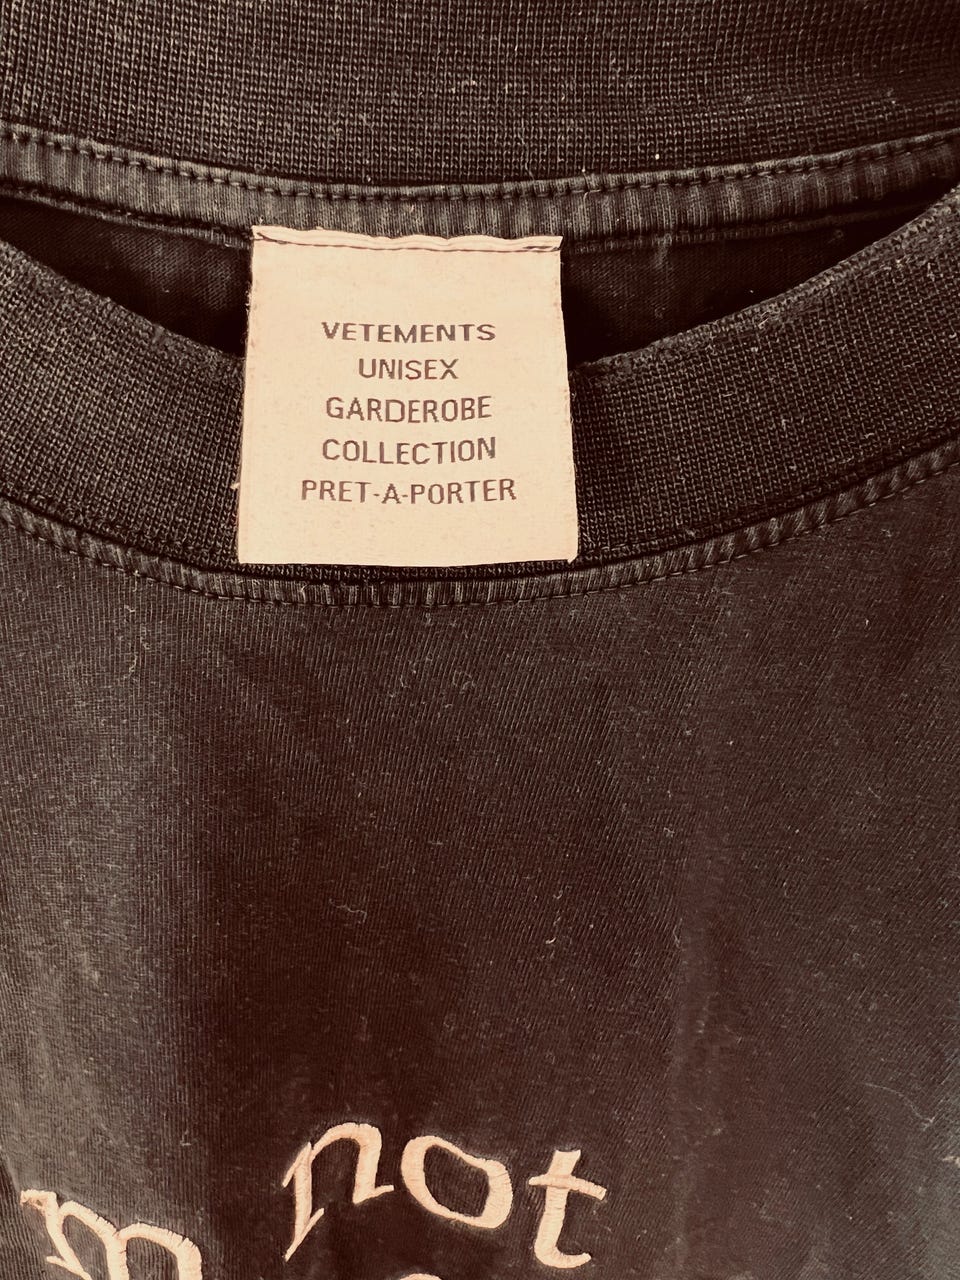 VETEMENTS
UNISEX
GARDEROBE
COLLECTION
PRET-A-PORTER
not